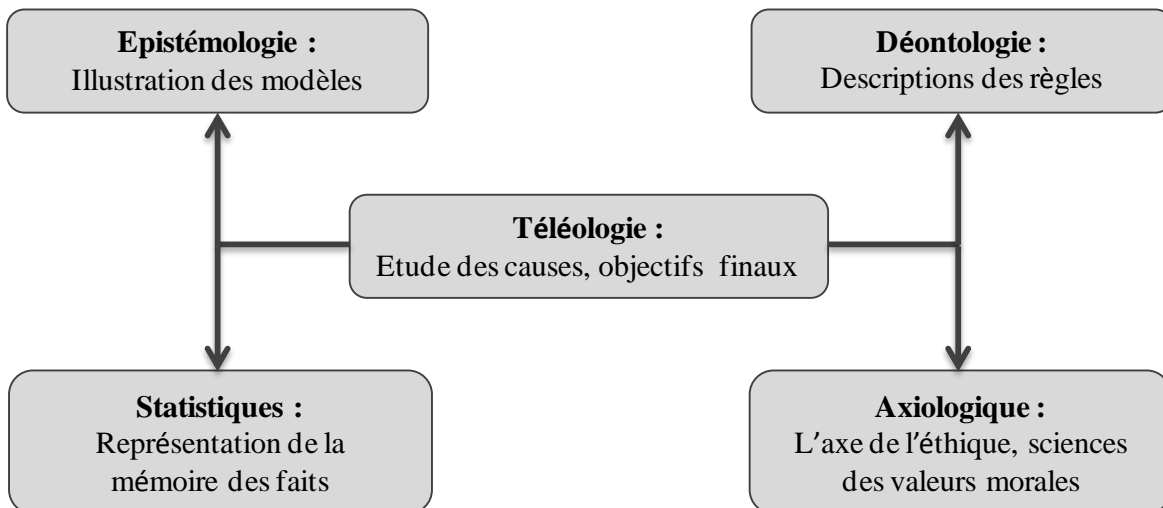 Epistémologie :
Illustration des modèles
Déontologie :
Descriptions des règles
Téléologie :
Etude des causes, objectifs finaux
Statistiques :
Représentation de la
mémoire des faits
Axiologique :
L’axe de l’éthique, sciences
des valeurs morales